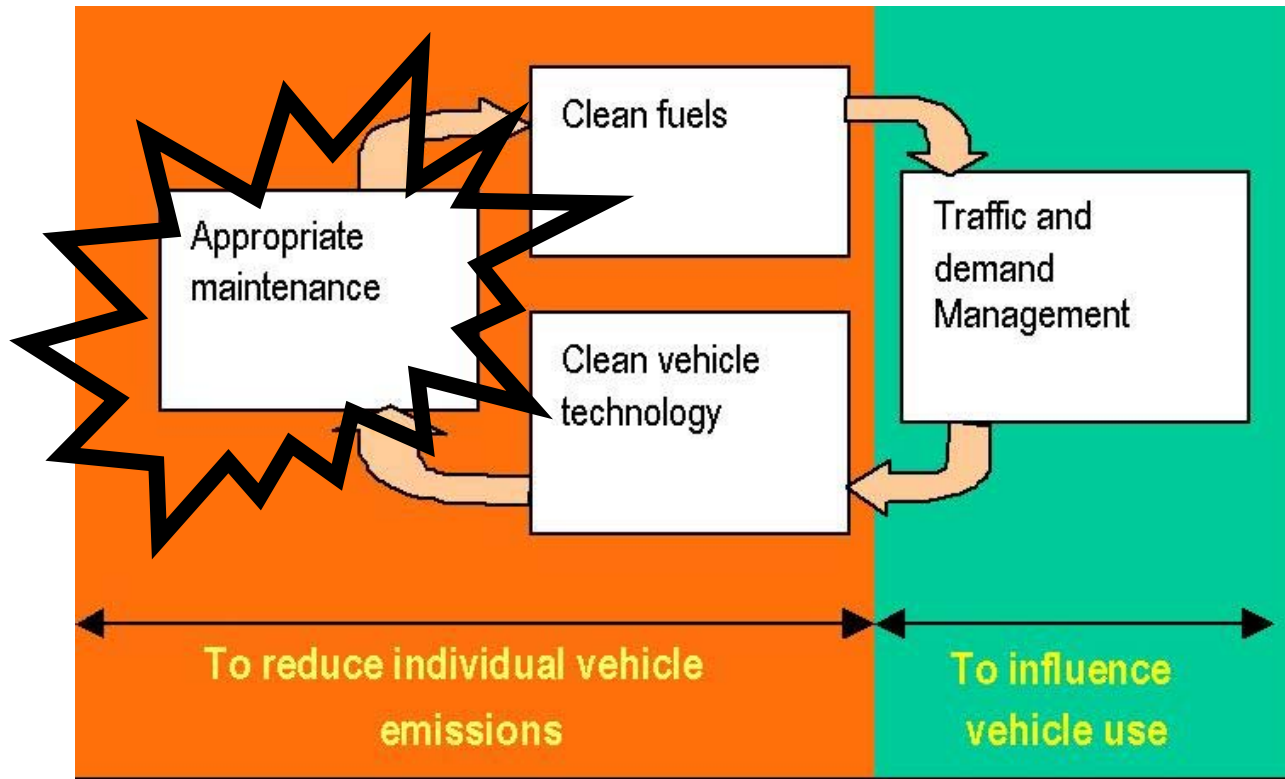 Clean fuels
Appropriate
maintenance
Traffic and
demand
Management
Clean vehicle
technology
To reduce individual vehicle
emissions
To influence
vehicle use